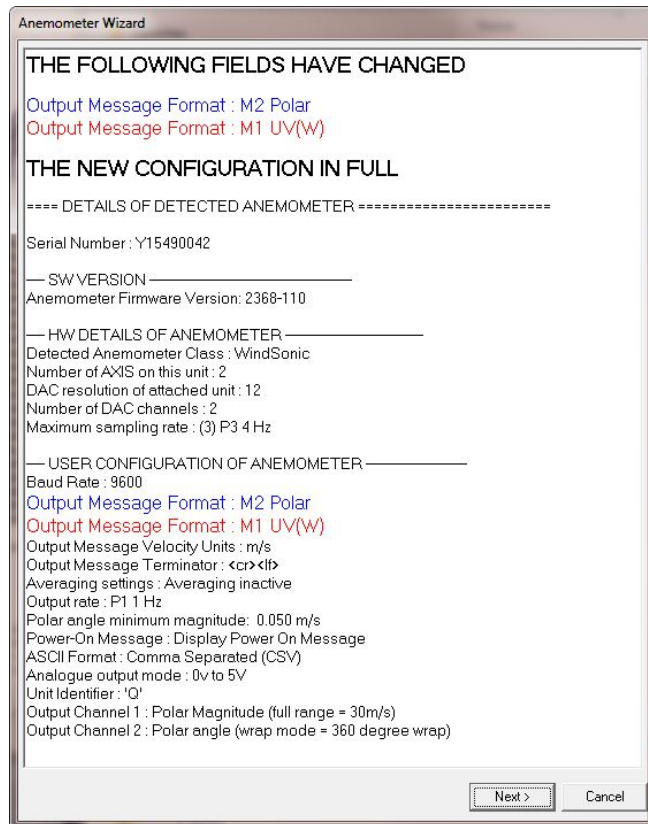 Anemometer Wizard
THE FOLLOWING FIELDS HAVE CHANGED
Output Message Format : M2 Polar
Output Message Format : M1 UV(W)
THE NEW CONFIGURATION IN FULL
==== DETAILS OF DETECTED ANEMOMETER ========================
Serial Number : Y15490042
— SW VERSION —————————————
Anemometer Firmware Version: 2368-110
— HW DETAILS OF ANEMOMETER —————————
Detected Anemometer Class : WindSonic
Number of AXIS on this unit : 2
DAC resolution of attached unit : 12
Number of DAC channels : 2
Maximum sampling rate : (3) P3 4 Hz
— USER CONFIGURATION OF ANEMOMETER ———————
Baud Rate : 9600
Output Message Format : M2 Polar
Output Message Format : M1 UV(W)
Output Message Velocity Units : m/s
Output Message Terminator : <cr><lf>
Averaging settings : Averaging inactive
Output rate : P1 1 Hz
Polar angle minimum magnitude: 0.050 m/s
Power-On Message : Display Power On Message
ASCII Format : Comma Separated (CSV)
Analogue output mode : 0v to 5V
Unit Identifier : 'Q'
Output Channel 1 : Polar Magnitude (full range = 30m/s)
Output Channel 2 : Polar angle (wrap mode = 360 degree wrap)
Next >
Cancel